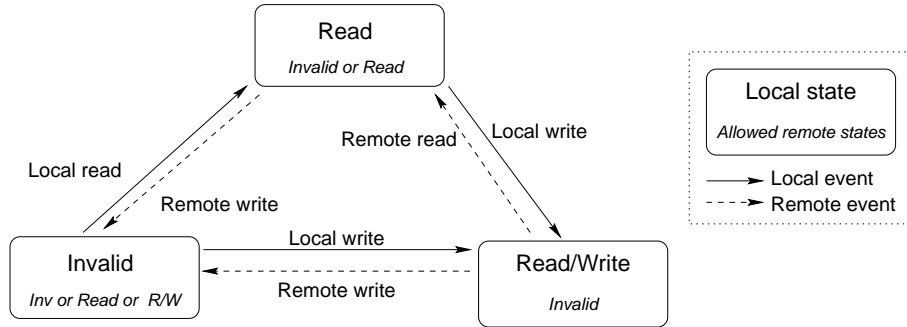 Read
Invalid or Read
Local state
Allowed remote states
Remote read
Local write
Local read
Local event
Remote write
Remote event
Local write
Invalid
Inv or Read or R/W
Read/Write
Invalid
Remote write